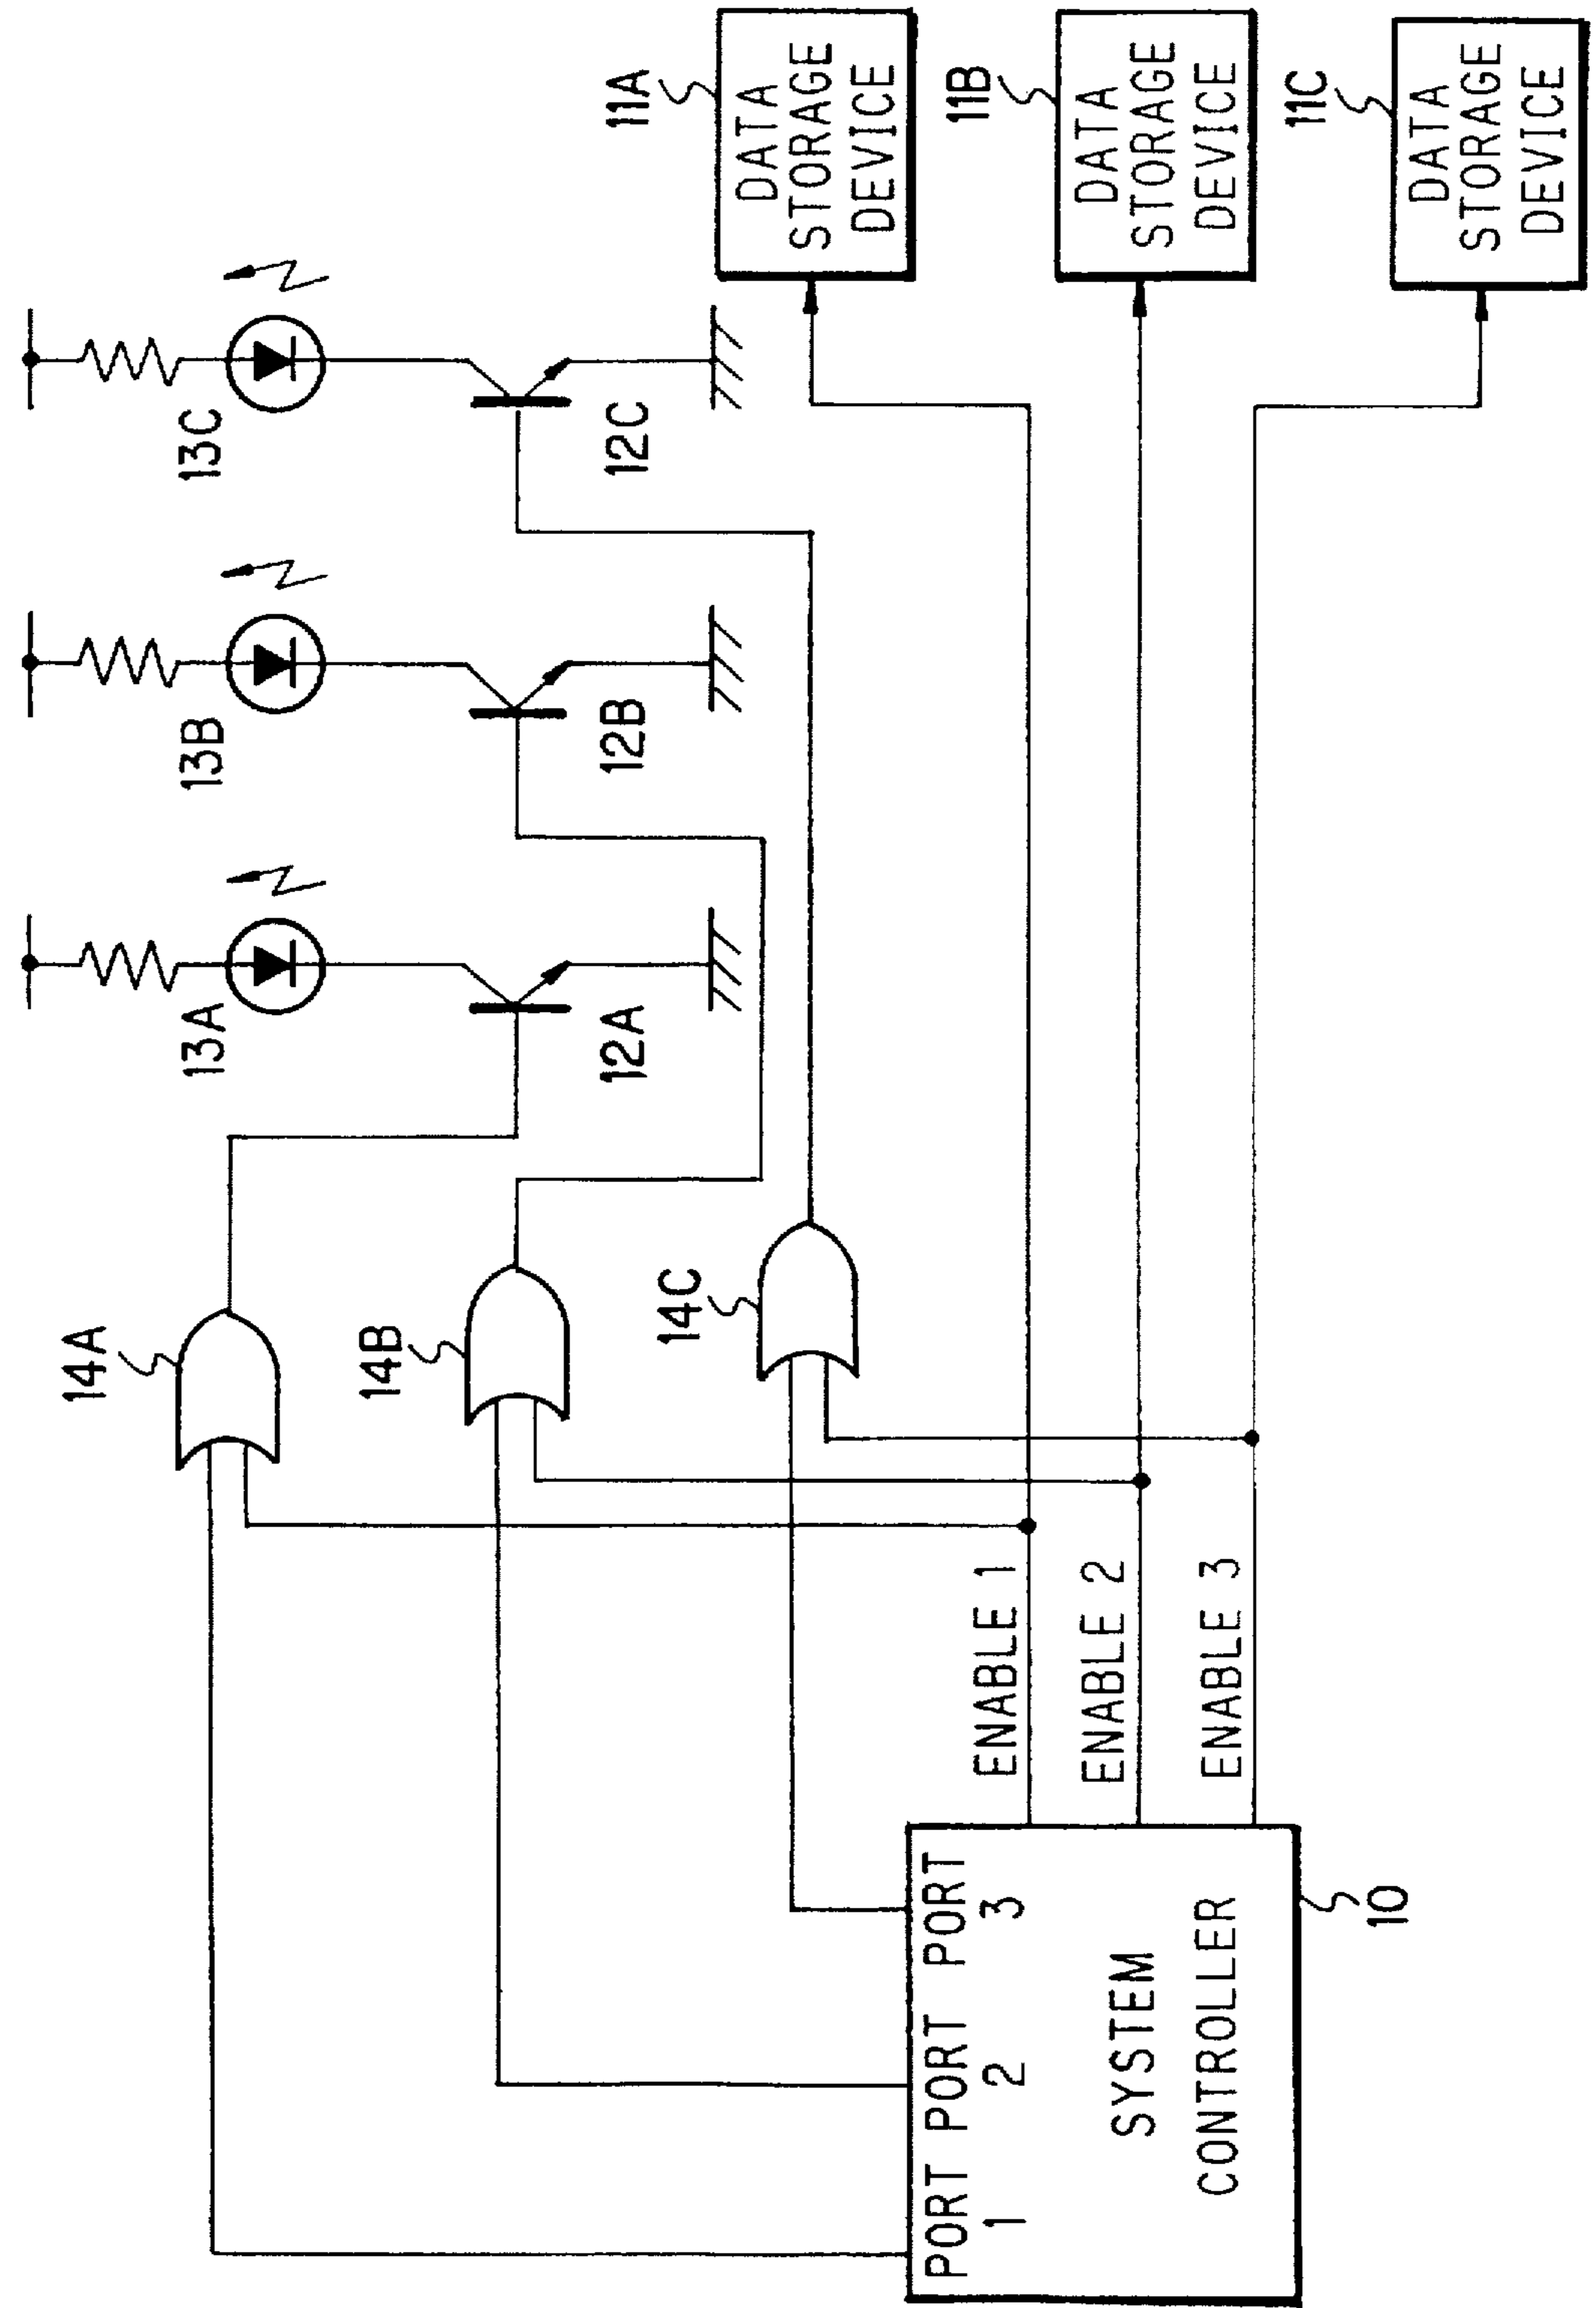 13A
13B
13C
14A
12A
12B
12C
14B
14C
11A
DATA
STORAGE
DEVICE
PORT PORT PORT
1 2 3
ENABLE 1
11B
DATA
STORAGE
DEVICE
ENABLE 2
SYSTEM
CONTROLLER
ENABLE 3
11C
DATA
STORAGE
DEVICE
10